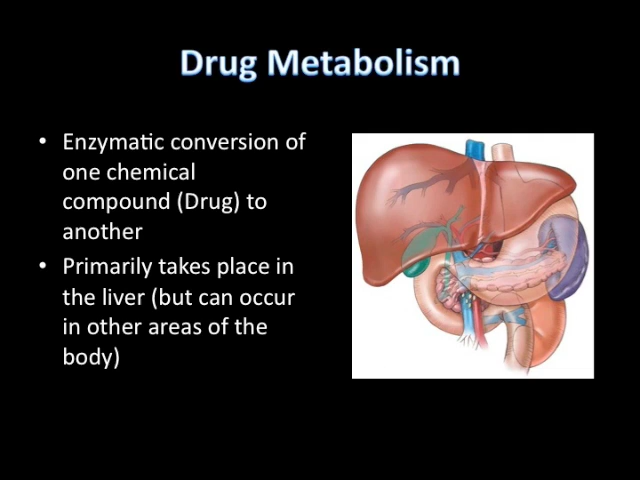 Drug Metabolism
• Enzymatic conversion of
one chemical
compound (Drug) to
another
• Primarily takes place in
the liver (but can occur
in other areas of the
body)